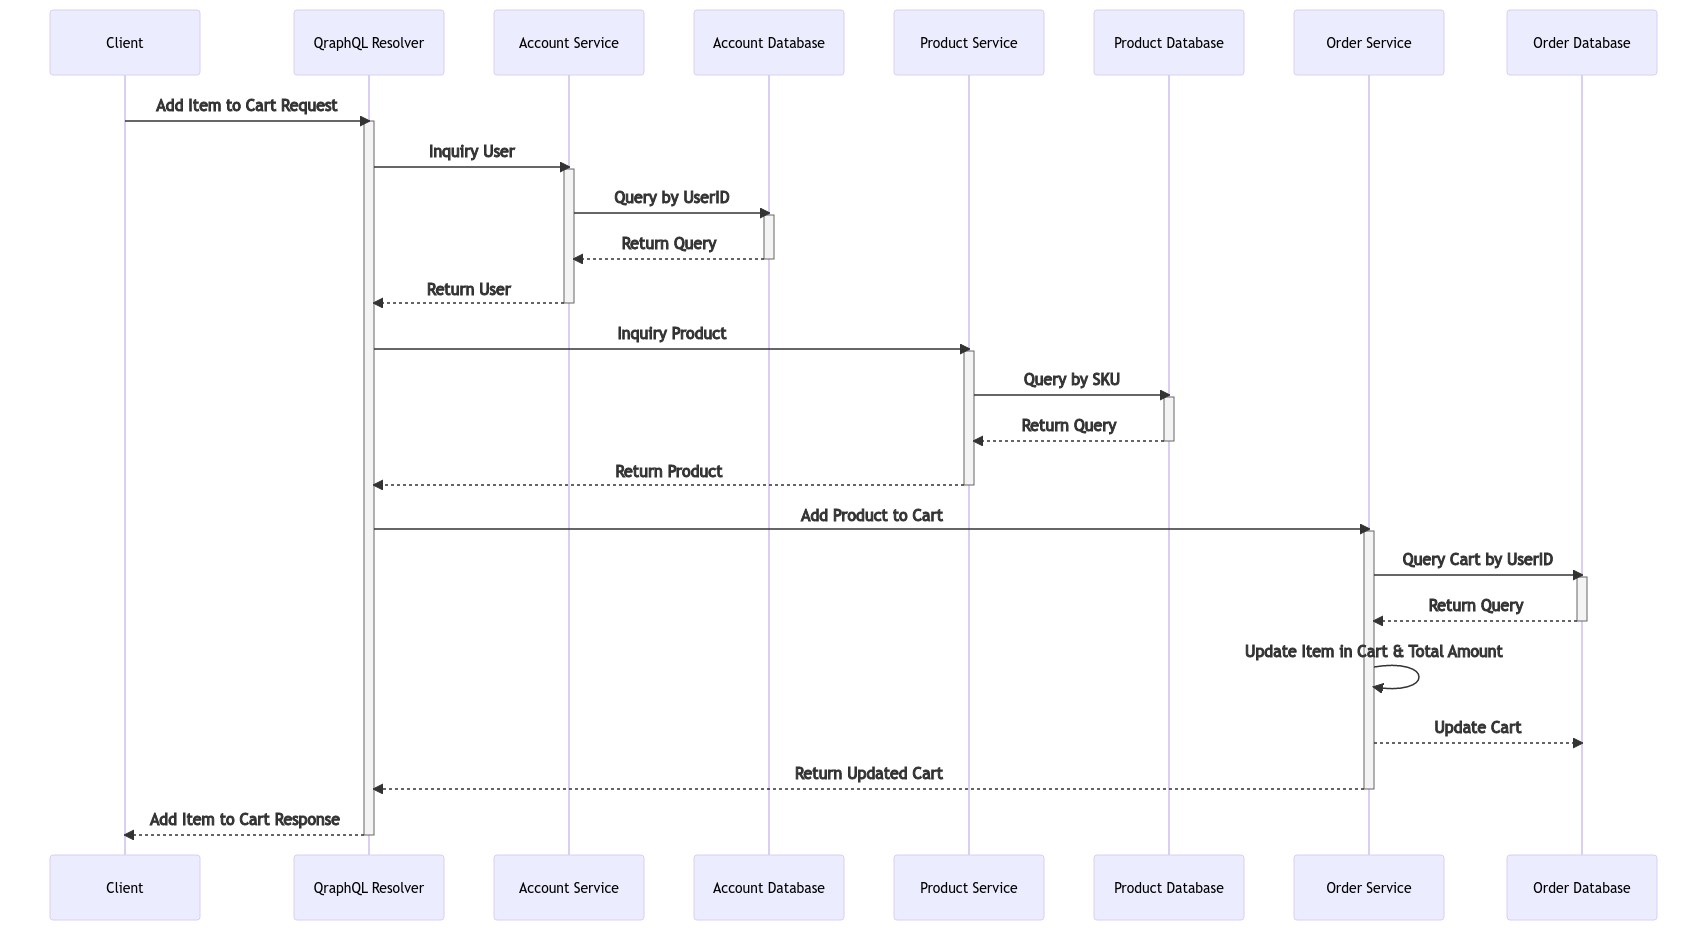 Client
QraphQL Resolver
Account Service
Account Database
Product Service
Product Database
Order Service
Order Database
Add Item to Cart Request
Inquiry User
Query by UserID
Return Query
Return User
Inquiry Product
Query by SKU
Return Query
Return Product
Add Product to Cart
Query Cart by UserID
Return Query
Update Item in Cart & Total Amount
Update Cart
Return Updated Cart
Add Item to Cart Response
Client
QraphQL Resolver
Account Service
Account Database
Product Service
Product Database
Order Service
Order Database